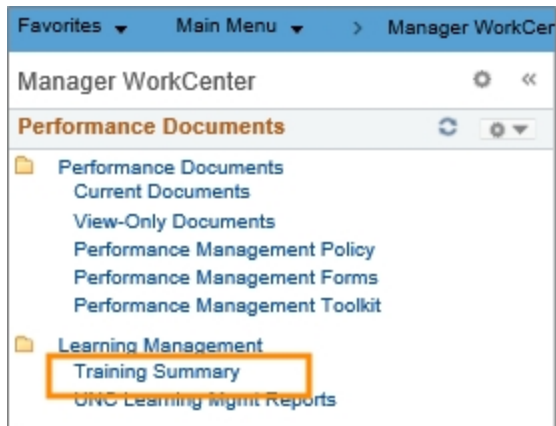 Favorites Main Menu > Manager WorkCer
Manager WorkCenter «
Performance Documents
Performance Documents
Current Documents
View-Only Documents
Performance Management Policy
Performance Management Forms
Performance Management Toolkit
Learning Management
Training Summary
UNC Learning Mgmt Reports